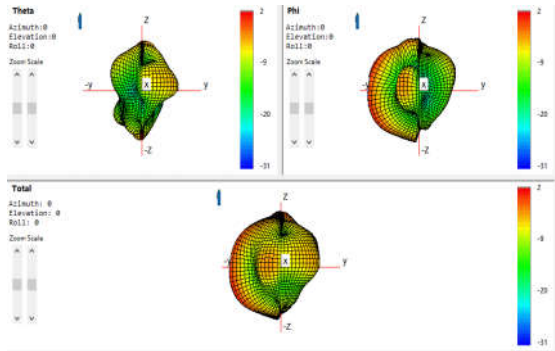 Theta
Azimuth:0
Elevation:0
Roll:0
Zoom Scale
Z
-y
x
y
-Z
2
-9
-20
-31
Phi
Azimuth:0
Elevation:0
Roll:0
Zoom Scale
Z
-y
x
y
-Z
2
-9
-20
-31
Total
Azimuth: 0
Elevation: 0
Roll: 0
Zoom Scale
Z
x
y
-Z
2
-9
-20
-31